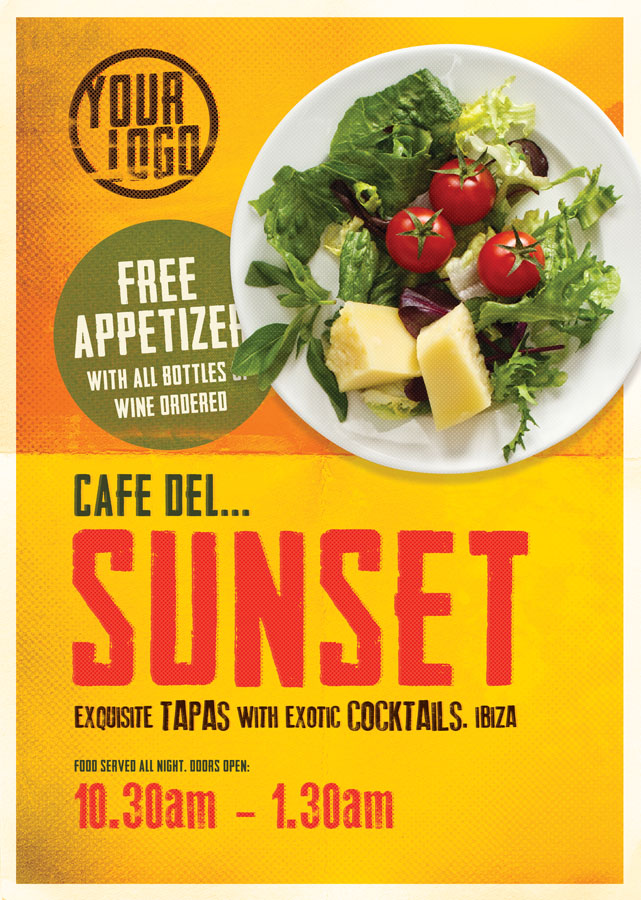 YOUR
LOGO
FREE
APPETIZER
WITH ALL BOTTLES OF
WINE ORDERED
CAFE DEL...
SUNSET
EXQUISITE TAPAS WITH EXOTIC COCKTAILS. IBIZA
FOOD SERVED ALL NIGHT. DOORS OPEN:
10.30am – 1.30am